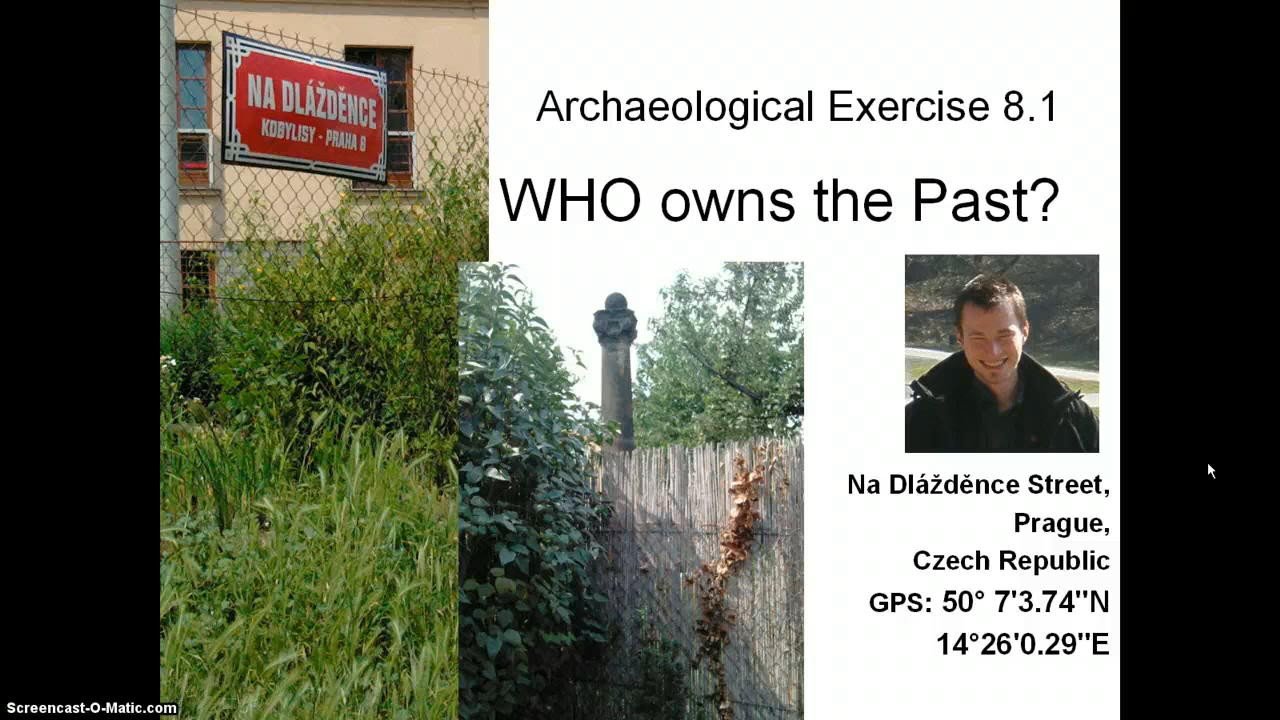 NA DLÁŽDĚNCE
KOBYLISY - PRAHA 8
Archaeological Exercise 8.1
WHO owns the Past?
Na Dlážděnce Street,
Prague,
Czech Republic
GPS: 50° 7'3.74''N
14°26'0.29''E
Screencast-O-Matic.com